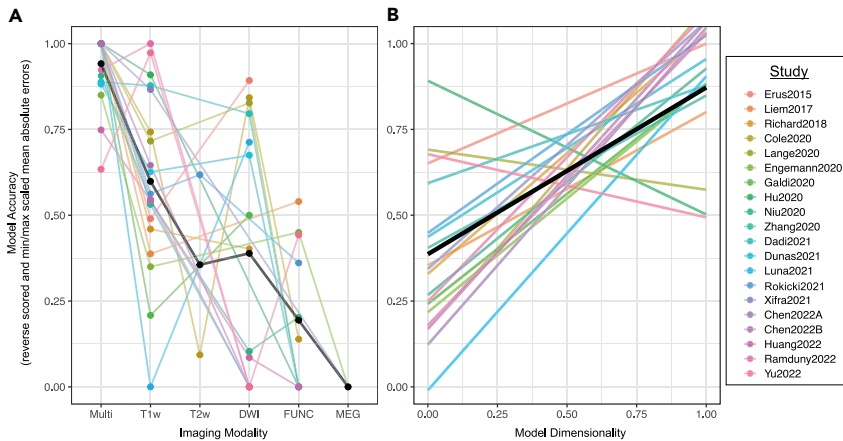 A
Model Accuracy
(reverse scored and min/max scaled mean absolute errors)
1.00
0.75
0.50
0.25
0.00
Multi
T1w
T2w
DWI
FUNC
MEG
Imaging Modality
B
1.00
0.75
0.50
0.25
0.00
0.00
0.25
0.50
0.75
1.00
Model Dimensionality
Study
Erus2015
Liem2017
Richard2018
Cole2020
Lange2020
Engemann2020
Galdi2020
Hu2020
Niu2020
Zhang2020
Dadi2021
Dunas2021
Luna2021
Rokicki2021
Xifra2021
Chen2022A
Chen2022B
Huang2022
Ramduny2022
Yu2022